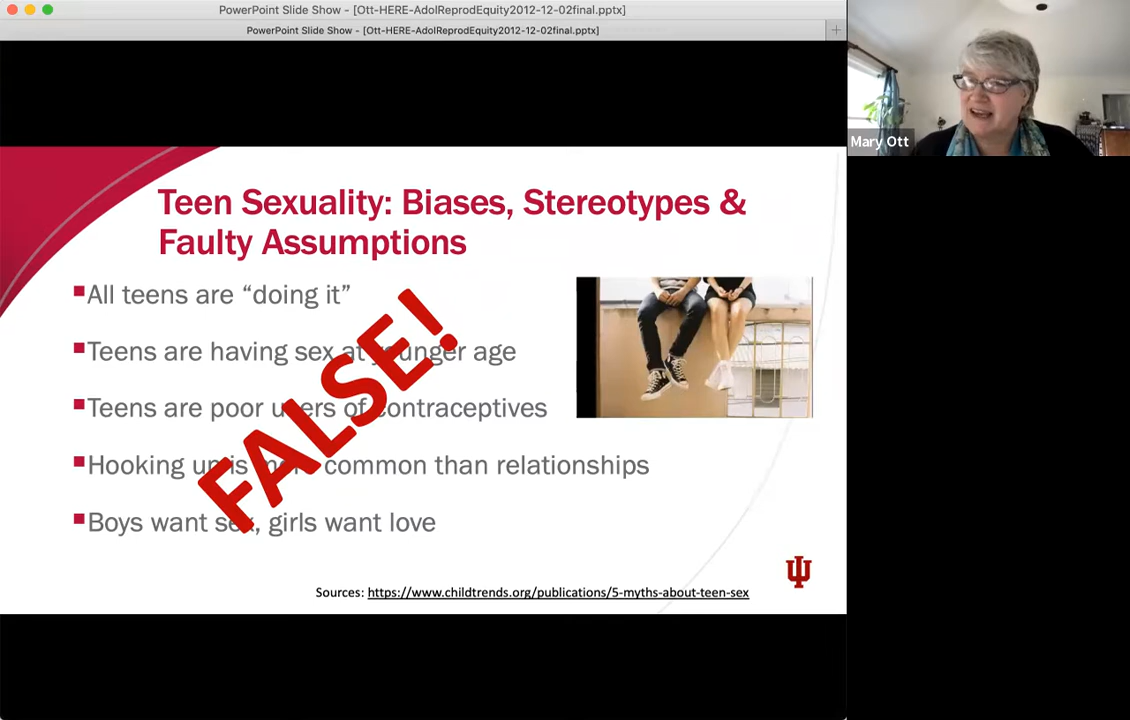 PowerPoint Slide Show - [Ott-HERE-AdolReprodEquity2012-12-02final.pptx]
PowerPoint Slide Show - [Ott-HERE-AdolReprodEquity2012-12-02final.pptx]
Mary Ott
Teen Sexuality: Biases, Stereotypes &
Faulty Assumptions
All teens are “doing it”
Teens are having sex at younger age
Teens are poor users of contraceptives
Hooking up is more common than relationships
Boys want sex, girls want love
FALSE!
Sources: https://www.childtrends.org/publications/5-myths-about-teen-sex